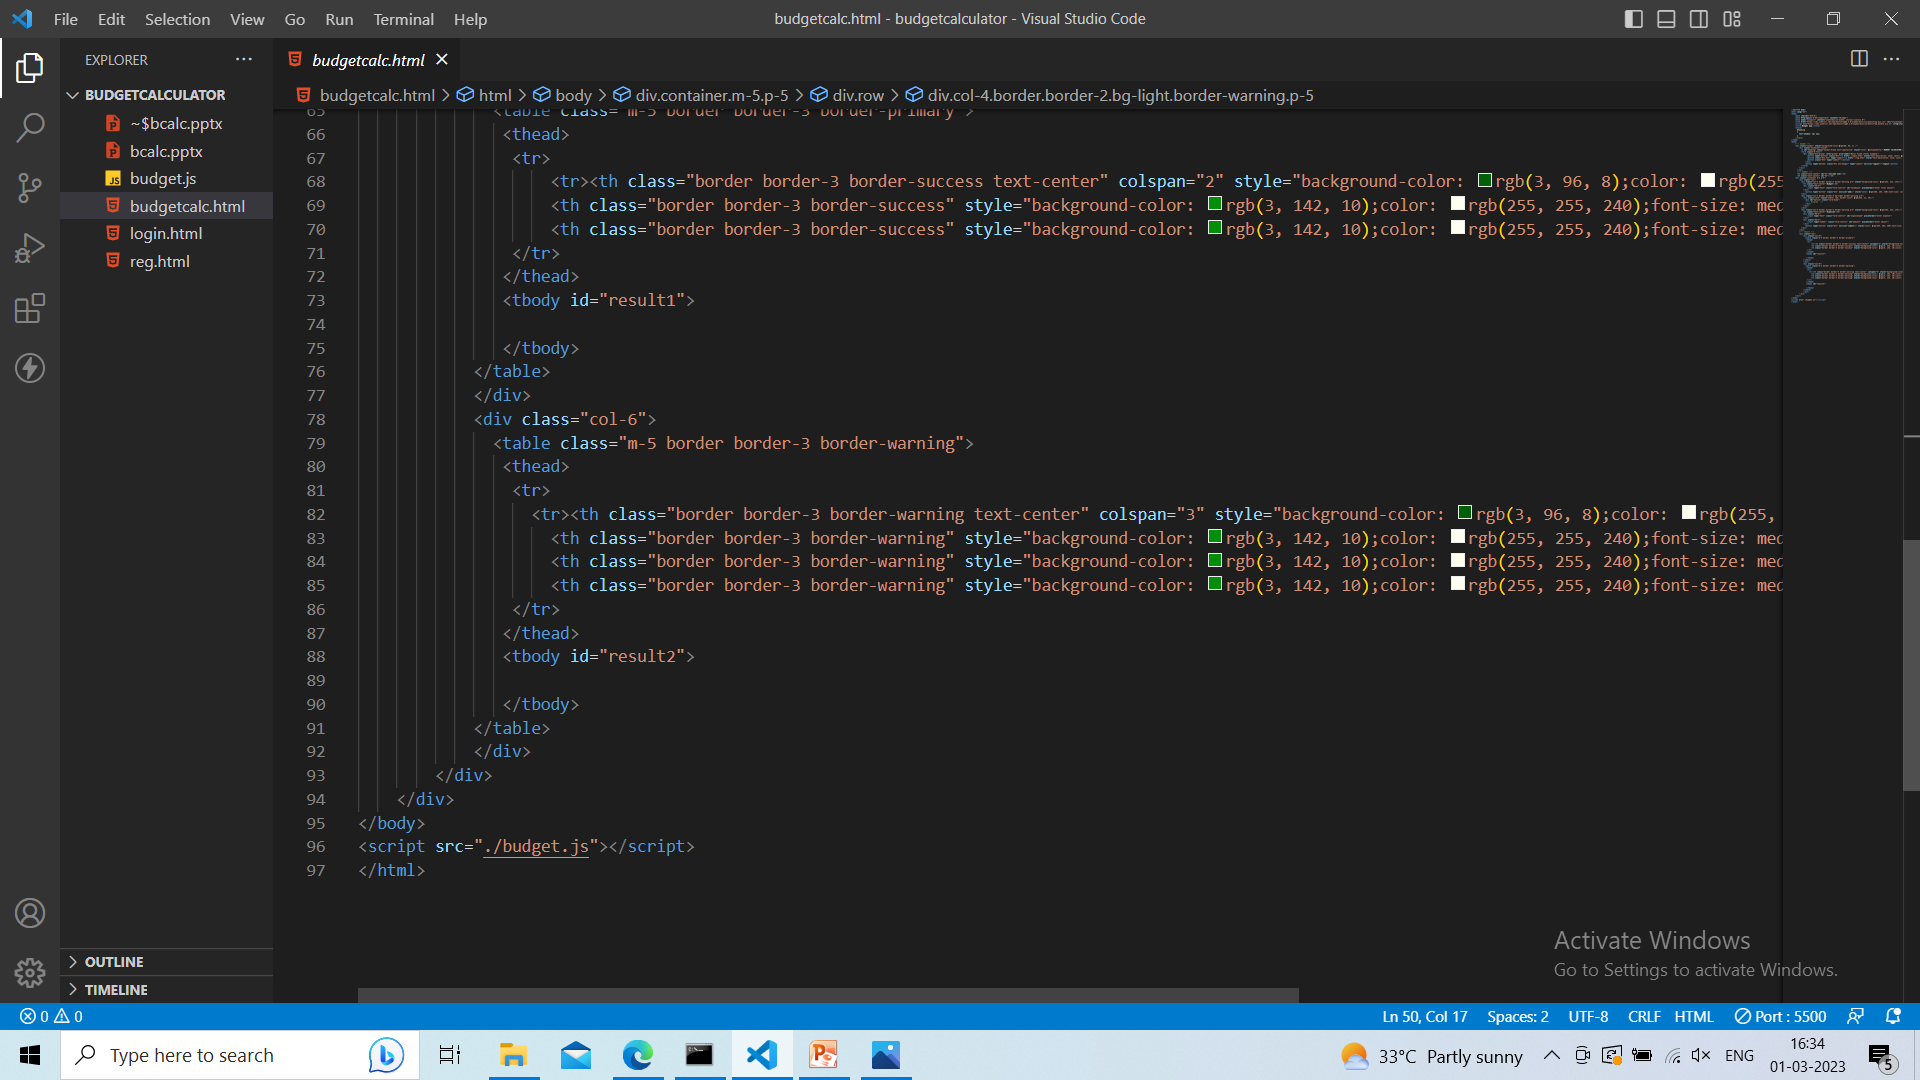 File Edit Selection View Go Run Terminal Help
budgetcalc.html - budgetcalculator - Visual Studio Code
EXPLORER
BUDGETCALCULATOR
~$bcalc.pptx
bcalc.pptx
budget.js
budgetcalc.html
login.html
reg.html
OUTLINE
TIMELINE
budgetcalc.html
budgetcalc.html > html > body > div.container.m-5.p-5 > div.row > div.col-4.border.border-2.bg-light.border-warning.p-5
65 <table class="m-5 border border-3 border-primary">
66 <thead>
67 <tr>
68 <tr><th class="border border-3 border-success text-center" colspan="2" style="background-color: rgb(3, 96, 8);color: rgb(255
69 <th class="border border-3 border-success" style="background-color: rgb(3, 142, 10);color: rgb(255, 255, 240);font-size: med
70 <th class="border border-3 border-success" style="background-color: rgb(3, 142, 10);color: rgb(255, 255, 240);font-size: med
71 </tr>
72 </thead>
73 <tbody id="result1">
74
75 </tbody>
76 </table>
77 </div>
78 <div class="col-6">
79 <table class="m-5 border border-3 border-warning">
80 <thead>
81 <tr>
82 <tr><th class="border border-3 border-warning text-center" colspan="3" style="background-color: rgb(3, 96, 8);color: rgb(255,
83 <th class="border border-3 border-warning" style="background-color: rgb(3, 142, 10);color: rgb(255, 255, 240);font-size: med
84 <th class="border border-3 border-warning" style="background-color: rgb(3, 142, 10);color: rgb(255, 255, 240);font-size: med
85 <th class="border border-3 border-warning" style="background-color: rgb(3, 142, 10);color: rgb(255, 255, 240);font-size: med
86 </tr>
87 </thead>
88 <tbody id="result2">
89
90 </tbody>
91 </table>
92 </div>
93 </div>
94 </div>
95 </body>
96 <script src="./budget.js"></script>
97 </html>
Activate Windows
Go to Settings to activate Windows.
0 0
Ln 50, Col 17 Spaces: 2 UTF-8 CRLF HTML Port : 5500
Type here to search
33°C Partly sunny
ENG
16:34
01-03-2023
5